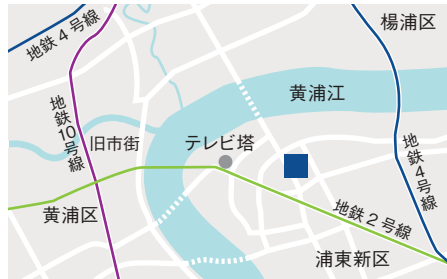 地鉄4号線
楊浦区
地鉄10号線
黄浦江
旧市街
テレビ塔
地鉄4号線
黄浦区
地鉄2号線
浦東新区